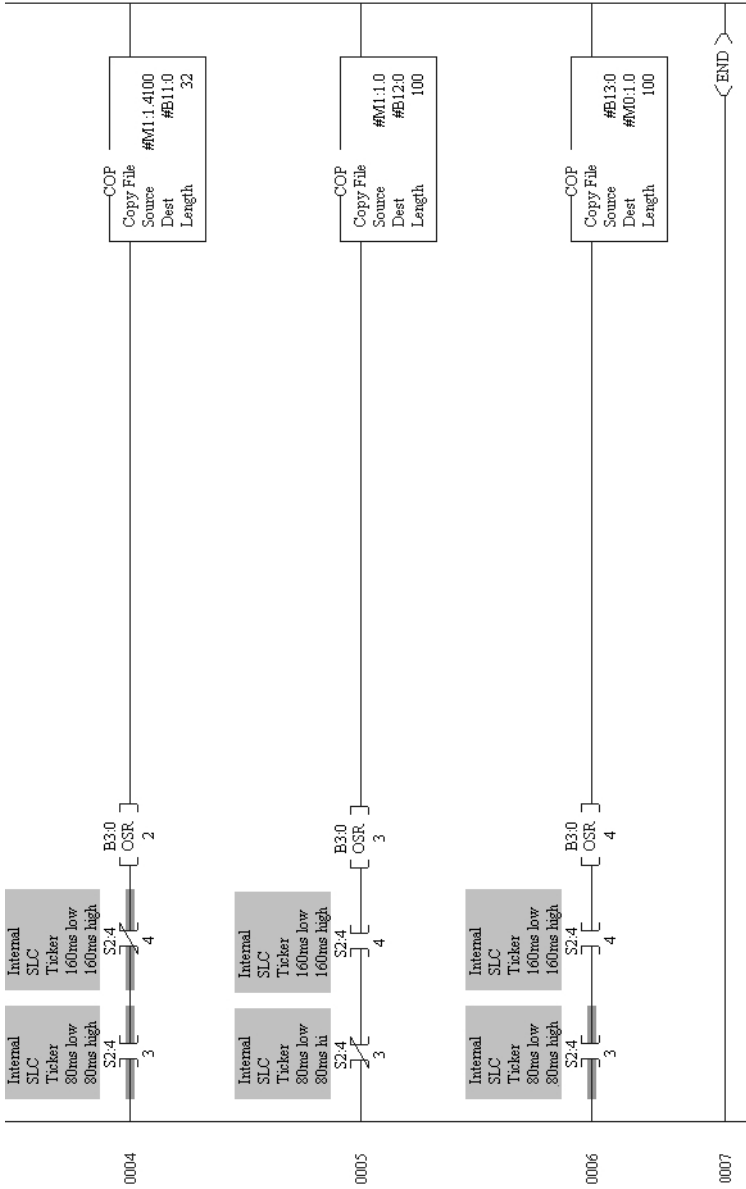 0004
Internal
SLC
Ticker
80ms low
80ms high
S2:4
3
Internal
SLC
Ticker
160ms low
160ms high
S2:4
4
B3:0
OSR
2
COP
Copy File
Source #M1:1.4100
Dest #B11:0
Length 32
0005
Internal
SLC
Ticker
80ms low
80ms hi
S2:4
3
Internal
SLC
Ticker
160ms low
160ms high
S2:4
4
B3:0
OSR
3
COP
Copy File
Source #M1:1.0
Dest #B12:0
Length 100
0006
Internal
SLC
Ticker
80ms low
80ms high
S2:4
3
Internal
SLC
Ticker
160ms low
160ms high
S2:4
4
B3:0
OSR
4
COP
Copy File
Source #B13:0
Dest #M0:1.0
Length 100
0007
END